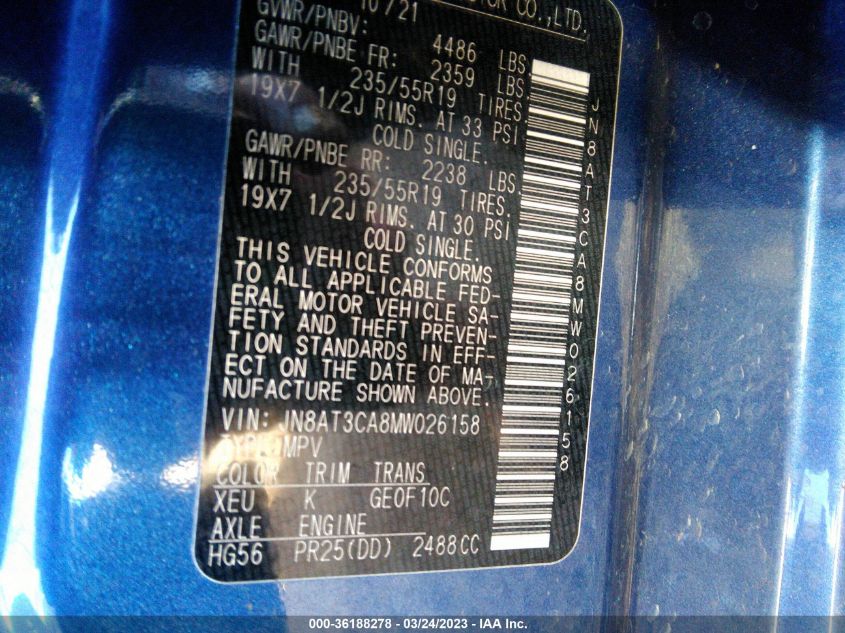 MOTOR CO.,LTD.
10/21
GVWR/PNBV: 4486 LBS
GAWR/PNBE FR: 2359 LBS.
WITH 235/55R19 TIRES.
19X7 1/2J RIMS. AT 33 PSI
COLD SINGLE.
GAWR/PNBE RR: 2238 LBS.
WITH 235/55R19 TIRES.
19X7 1/2J RIMS. AT 30 PSI
COLD SINGLE.
THIS VEHICLE CONFORMS
TO ALL APPLICABLE FED-
ERAL MOTOR VEHICLE SA-
FETY AND THEFT PREVEN-
TION STANDARDS IN EFF-
ECT ON THE DATE OF MA-
NUFACTURE SHOWN ABOVE.
VIN: JN8AT3CA8MW026158
TYPE:MPV
COLOR TRIM TRANS
XEU K GE0F10C
AXLE ENGINE
HG56 PR25(DD) 2488CC
JN8AT3CA8MW026158
000-36188278 - 03/24/2023 - IAA Inc.